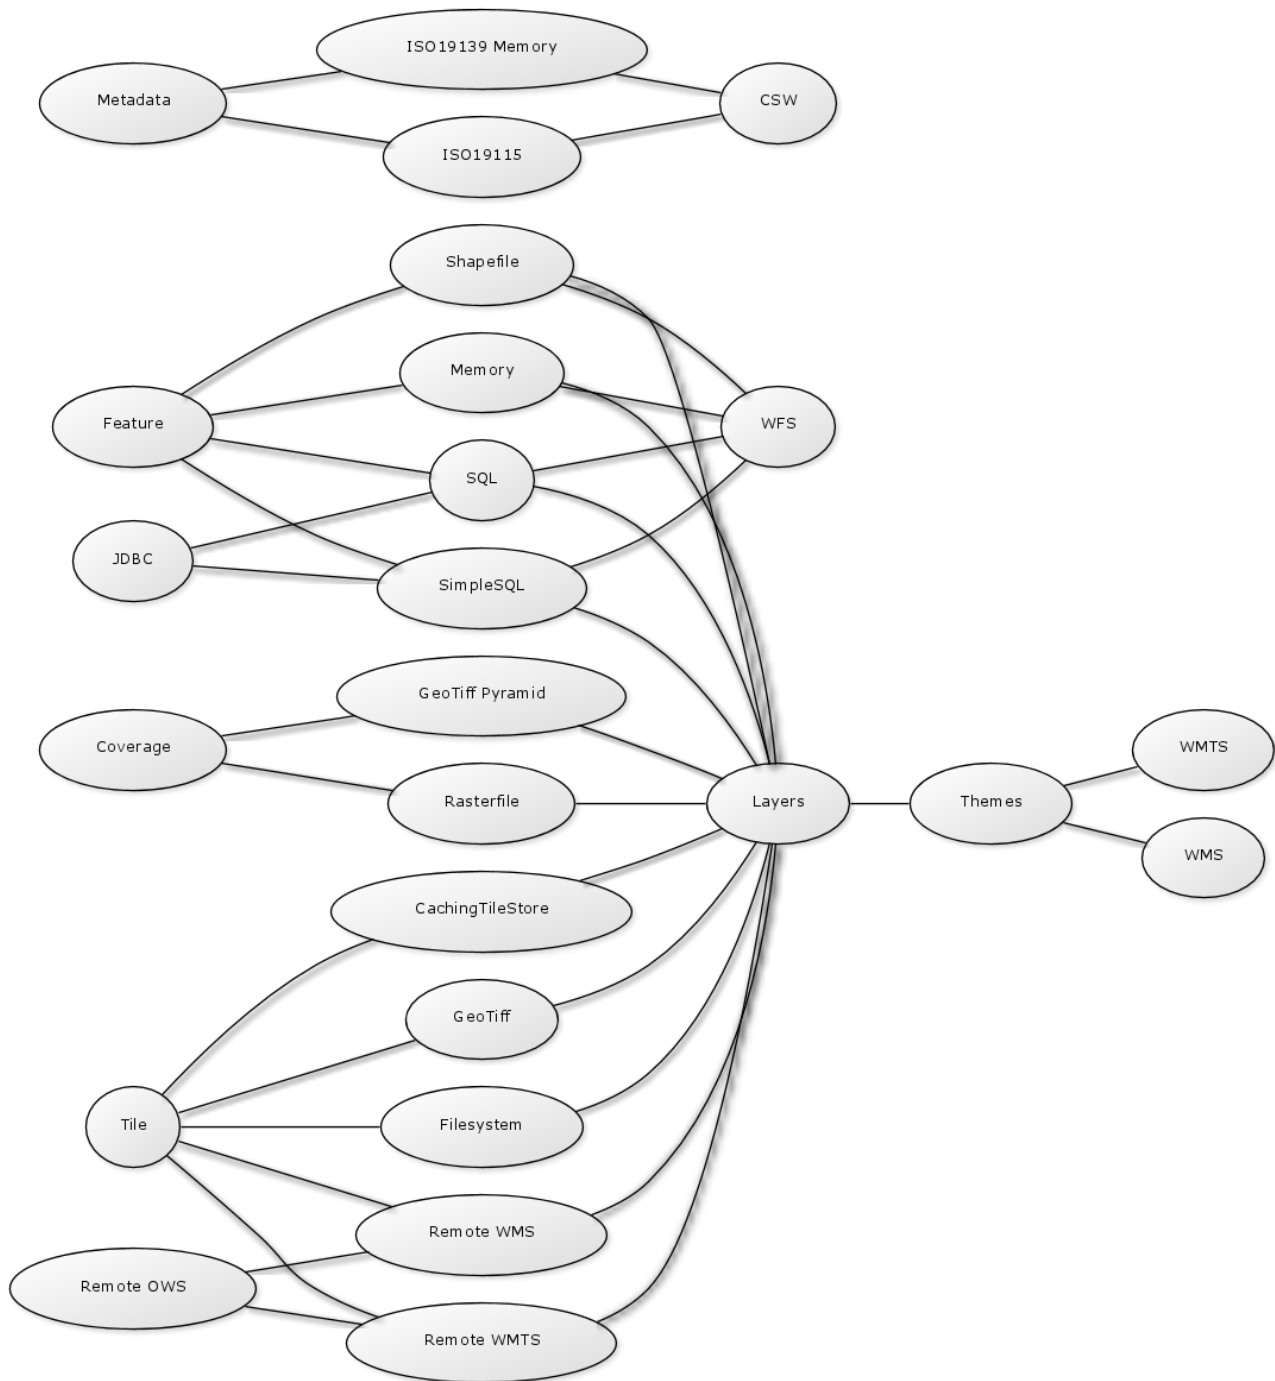 ISO19139 Memory
Metadata
CSW
ISO19115
Shapefile
Memory
Feature
WFS
SQL
JDBC
SimpleSQL
GeoTiff Pyramid
Coverage
WMTS
Rasterfile
Layers
Themes
WMS
CachingTileStore
GeoTiff
Tile
Filesystem
Remote WMS
Remote OWS
Remote WMTS